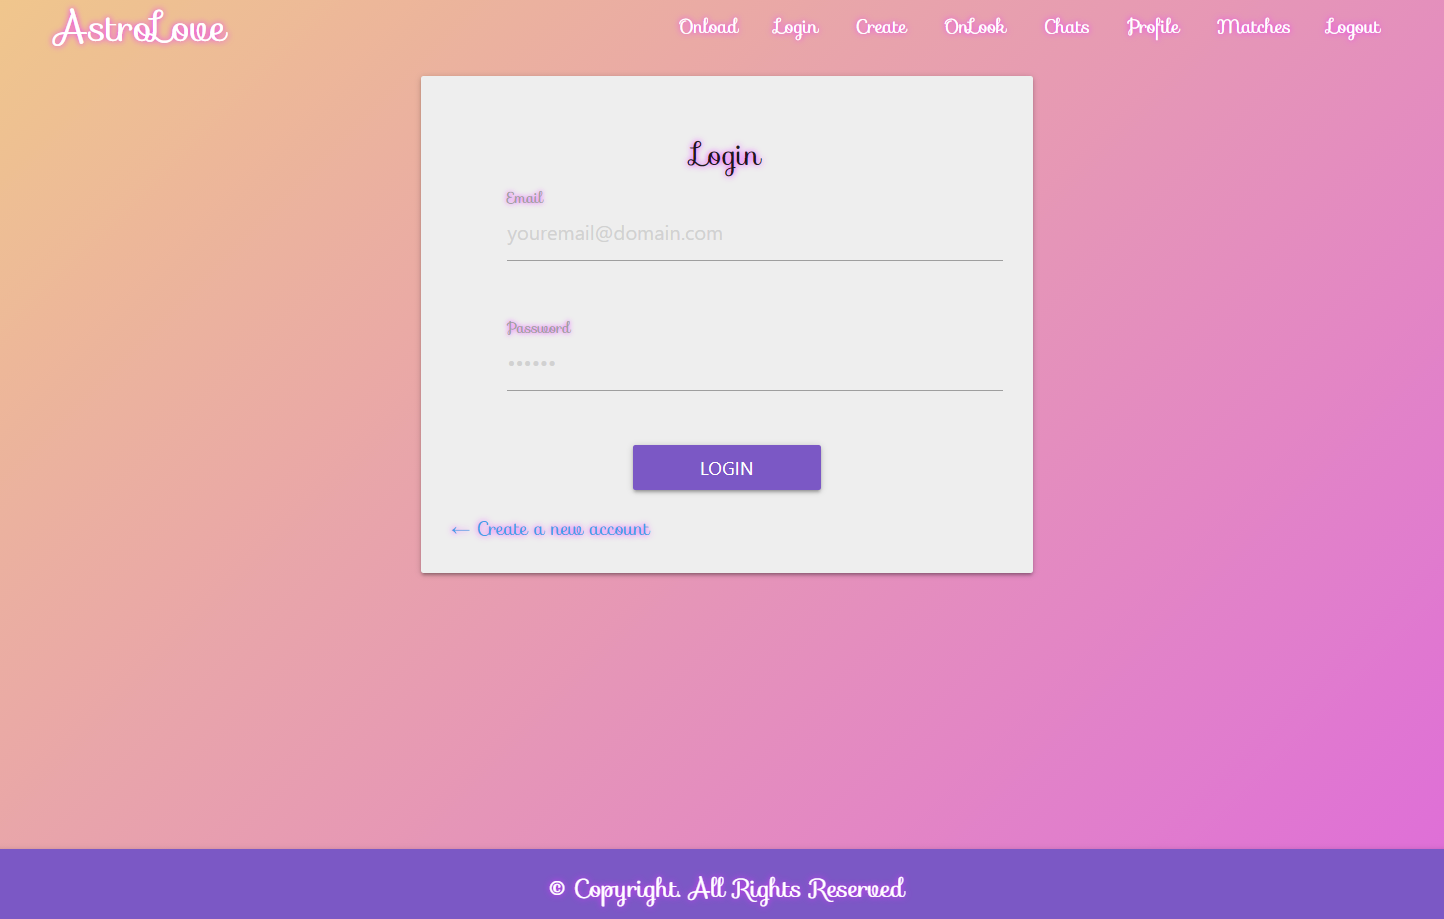 AstroLove
Onload Login Create OnLook Chats Profile Matches Logout
Login
Email
youremail@domain.com
Password
••••••
LOGIN
← Create a new account
© Copyright. All Rights Reserved